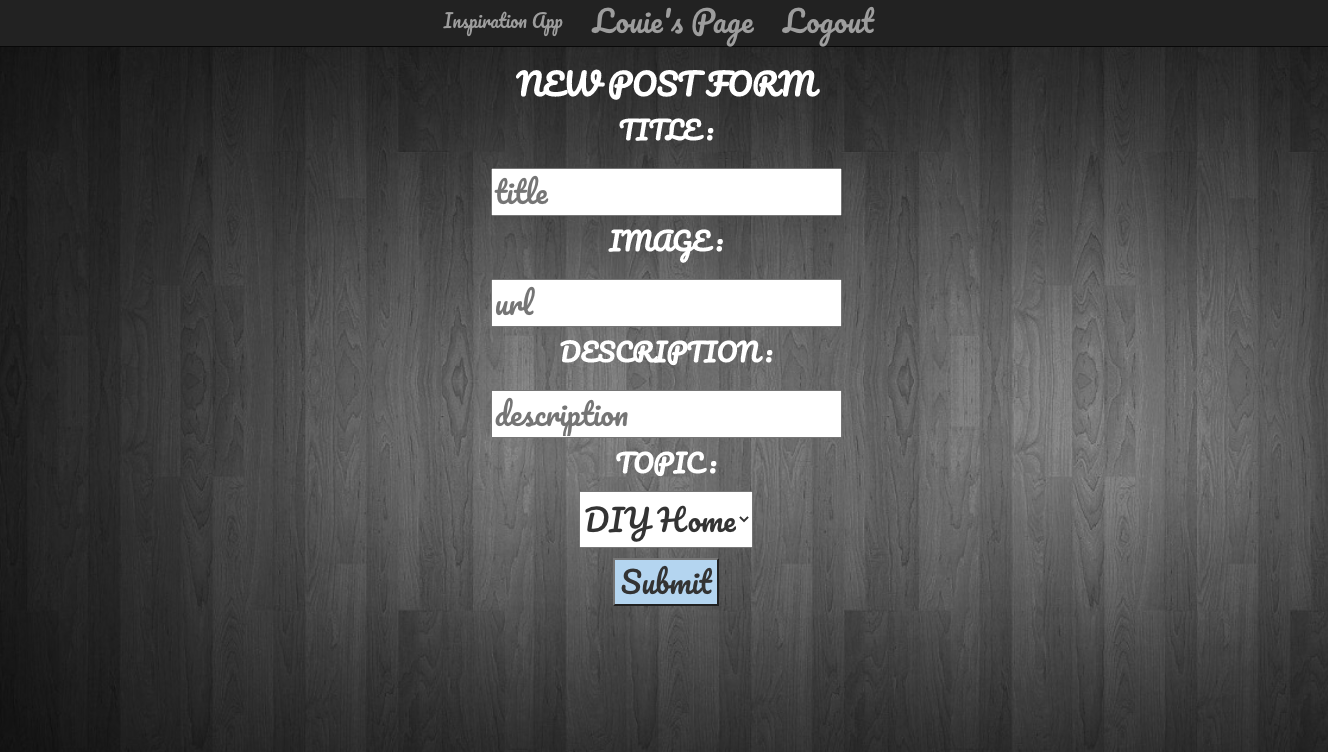 Inspiration App Louie's Page Logout
NEW POST FORM
TITLE:
title
IMAGE:
url
DESCRIPTION:
description
TOPIC:
DIY Home
Submit